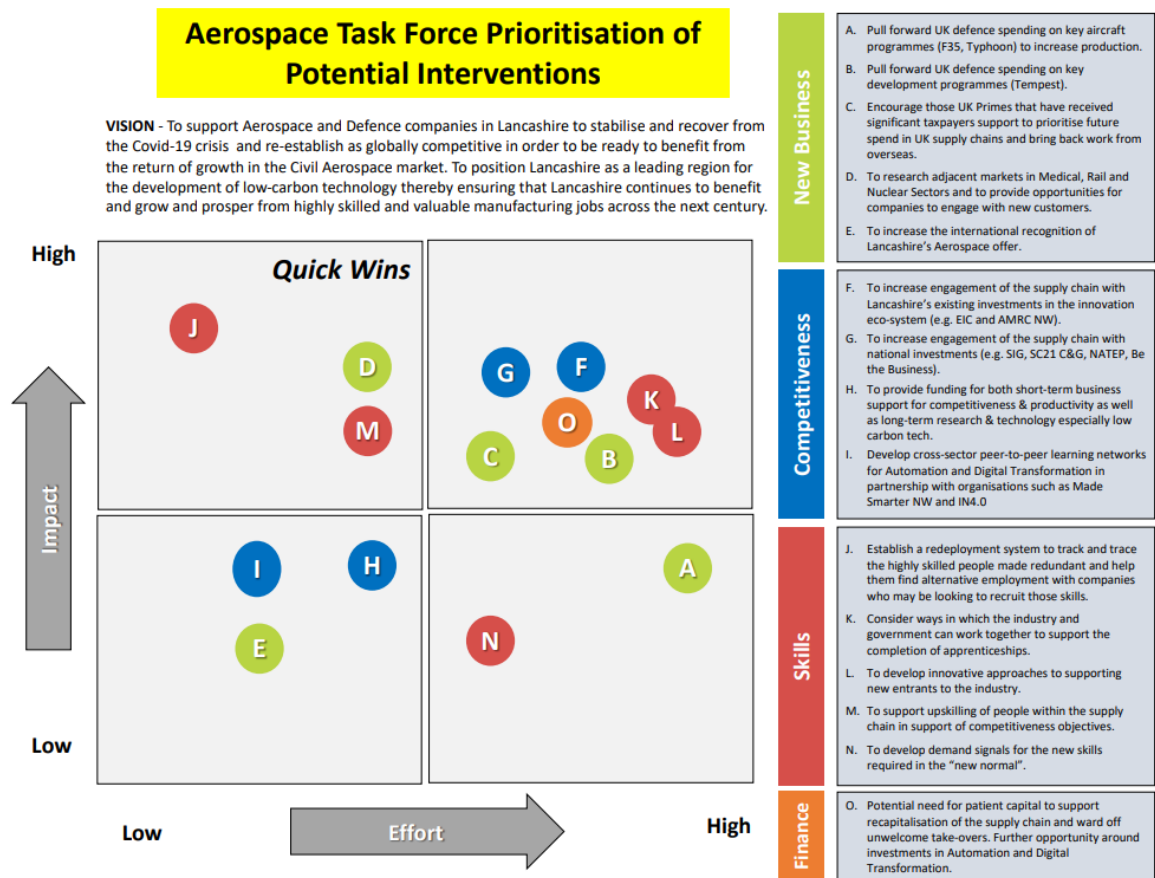 Aerospace Task Force Prioritisation of
Potential Interventions
VISION - To support Aerospace and Defence companies in Lancashire to stabilise and recover from
the Covid-19 crisis and re-establish as globally competitive in order to be ready to benefit from
the return of growth in the Civil Aerospace market. To position Lancashire as a leading region for
the development of low-carbon technology thereby ensuring that Lancashire continues to benefit
and grow and prosper from highly skilled and valuable manufacturing jobs across the next century.
High
Quick Wins
J
D
M
G
F
K
O
L
C
B
I
H
E
A
N
Impact
Low
Low
Effort
High
New Business
A. Pull forward UK defence spending on key aircraft
programmes (F35, Typhoon) to increase production.
B. Pull forward UK defence spending on key
development programmes (Tempest).
C. Encourage those UK Primes that have received
significant taxpayers support to prioritise future
spend in UK supply chains and bring back work from
overseas.
D. To research adjacent markets in Medical, Rail and
Nuclear Sectors and to provide opportunities for
companies to engage with new customers.
E. To increase the international recognition of
Lancashire's Aerospace offer.
Competitiveness
F. To increase engagement of the supply chain with
Lancashire's existing investments in the innovation
eco-system (e.g. EIC and AMRC NW).
G. To increase engagement of the supply chain with
national investments (e.g. SIG, SC21 C&G, NATEP, Be
the Business).
H. To provide funding for both short-term business
support for competitiveness & productivity as well
as long-term research & technology especially low
carbon tech.
I. Develop cross-sector peer-to-peer learning networks
for Automation and Digital Transformation in
partnership with organisations such as Made
Smarter NW and IN4.0
Skills
J. Establish a redeployment system to track and trace
the highly skilled people made redundant and help
them find alternative employment with companies
who may be looking to recruit those skills.
K. Consider ways in which the industry and
government can work together to support the
completion of apprenticeships.
L. To develop innovative approaches to supporting
new entrants to the industry.
M. To support upskilling of people within the supply
chain in support of competitiveness objectives.
N. To develop demand signals for the new skills
required in the "new normal".
Finance
O. Potential need for patient capital to support
recapitalisation of the supply chain and ward off
unwelcome take-overs. Further opportunity around
investments in Automation and Digital
Transformation.